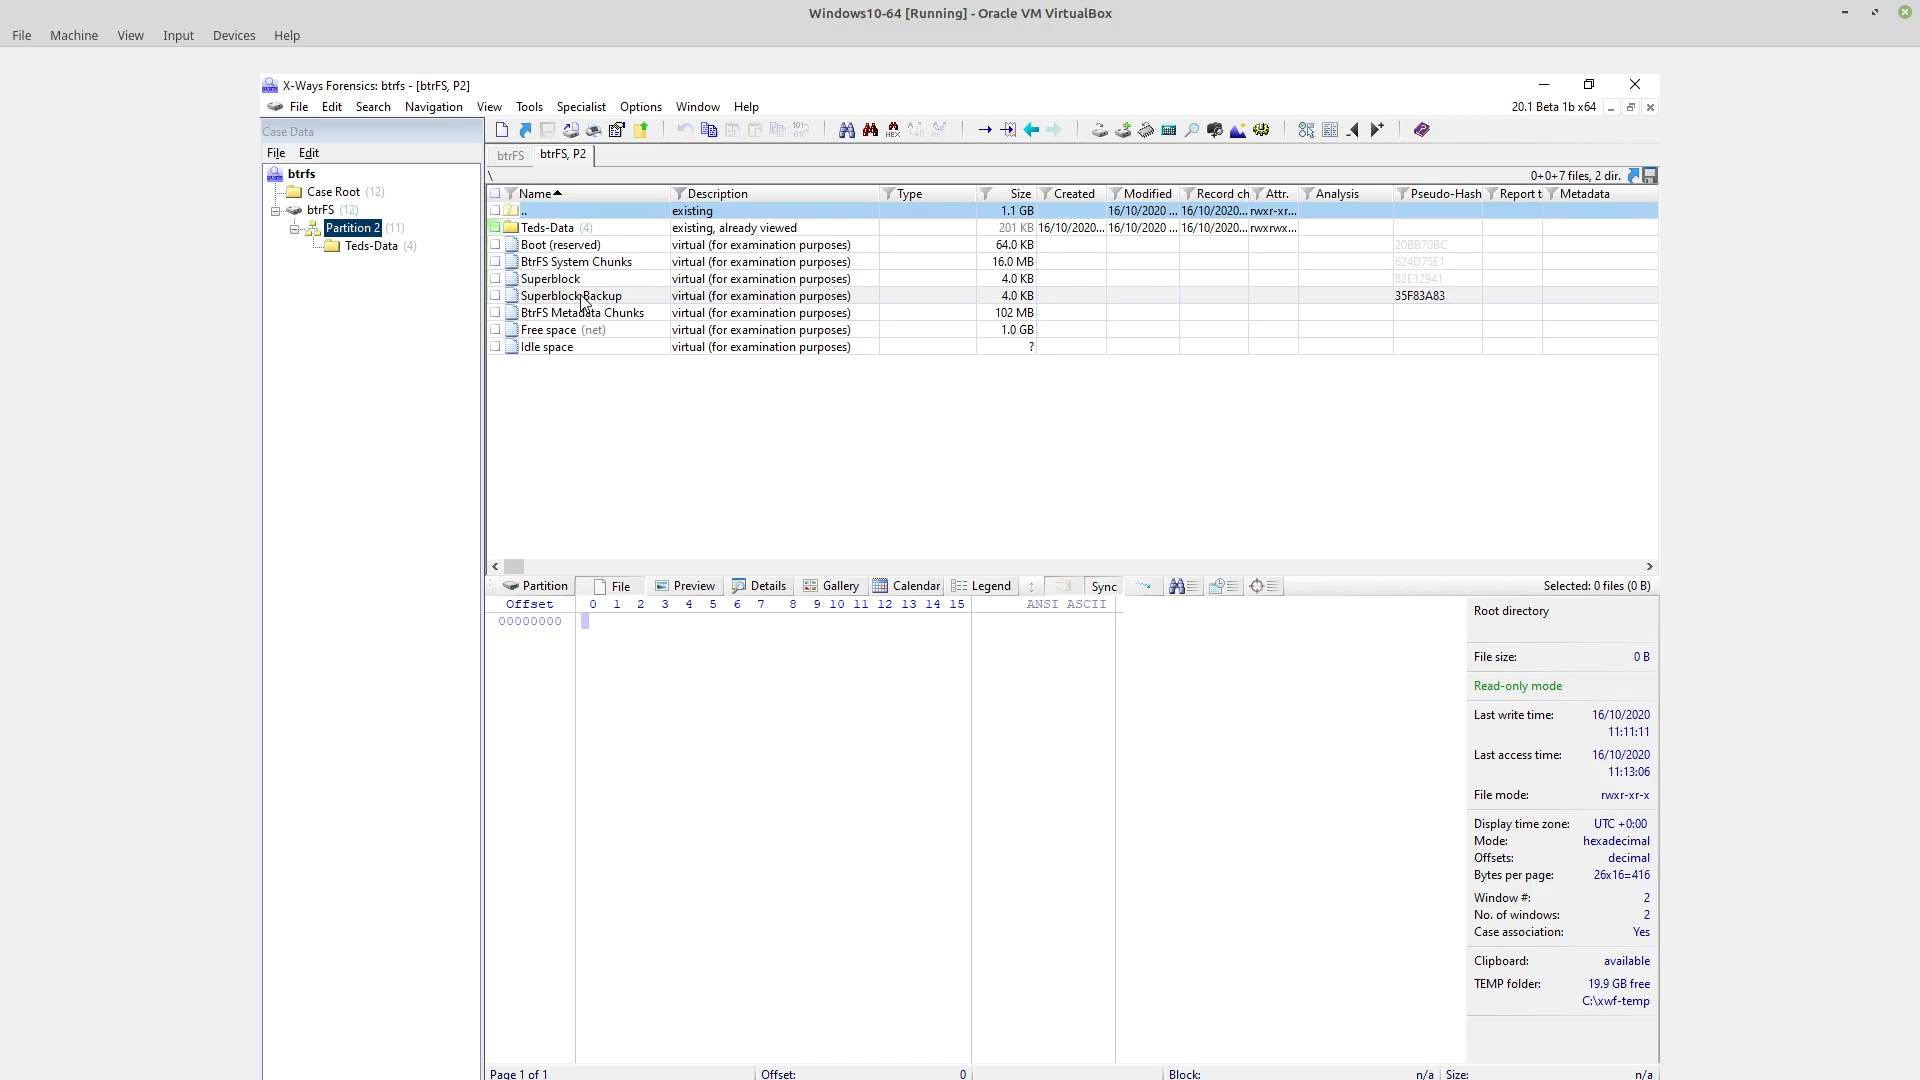 Windows10-64 [Running] - Oracle VM VirtualBox
File Machine View Input Devices Help
X-Ways Forensics: btrfs - [btrFS, P2]
File Edit Search Navigation View Tools Specialist Options Window Help 20.1 Beta 1b x64
Case Data
File Edit
btrfs
Case Root (12)
btrFS (12)
Partition 2 (11)
Teds-Data (4)
btrFS btrFS, P2
\ 0+0+7 files, 2 dir.
Name Description Type Size Created Modified Record ch Attr. Analysis Pseudo-Hash Report t Metadata
.. existing 1.1 GB 16/10/2020 ... 16/10/2020... rwxr-xr...
Teds-Data (4) existing, already viewed 201 KB 16/10/2020... 16/10/2020 ... 16/10/2020... rwxrwx...
Boot (reserved) virtual (for examination purposes) 64.0 KB 20BB70BC
BtrFS System Chunks virtual (for examination purposes) 16.0 MB 624D75E1
Superblock virtual (for examination purposes) 4.0 KB 83E12941
Superblock Backup virtual (for examination purposes) 4.0 KB 35F83A83
BtrFS Metadata Chunks virtual (for examination purposes) 102 MB
Free space (net) virtual (for examination purposes) 1.0 GB
Idle space virtual (for examination purposes) ?
Partition File Preview Details Gallery Calendar Legend Sync Selected: 0 files (0 B)
Offset 0 1 2 3 4 5 6 7 8 9 10 11 12 13 14 15 ANSI ASCII
00000000
Root directory
File size: 0 B
Read-only mode
Last write time: 16/10/2020
11:11:11
Last access time: 16/10/2020
11:13:06
File mode: rwxr-xr-x
Display time zone: UTC +0:00
Mode: hexadecimal
Offsets: decimal
Bytes per page: 26x16=416
Window #: 2
No. of windows: 2
Case association: Yes
Clipboard: available
TEMP folder: 19.9 GB free
C:\xwf-temp
Page 1 of 1 Offset: 0 Block: n/a Size: n/a